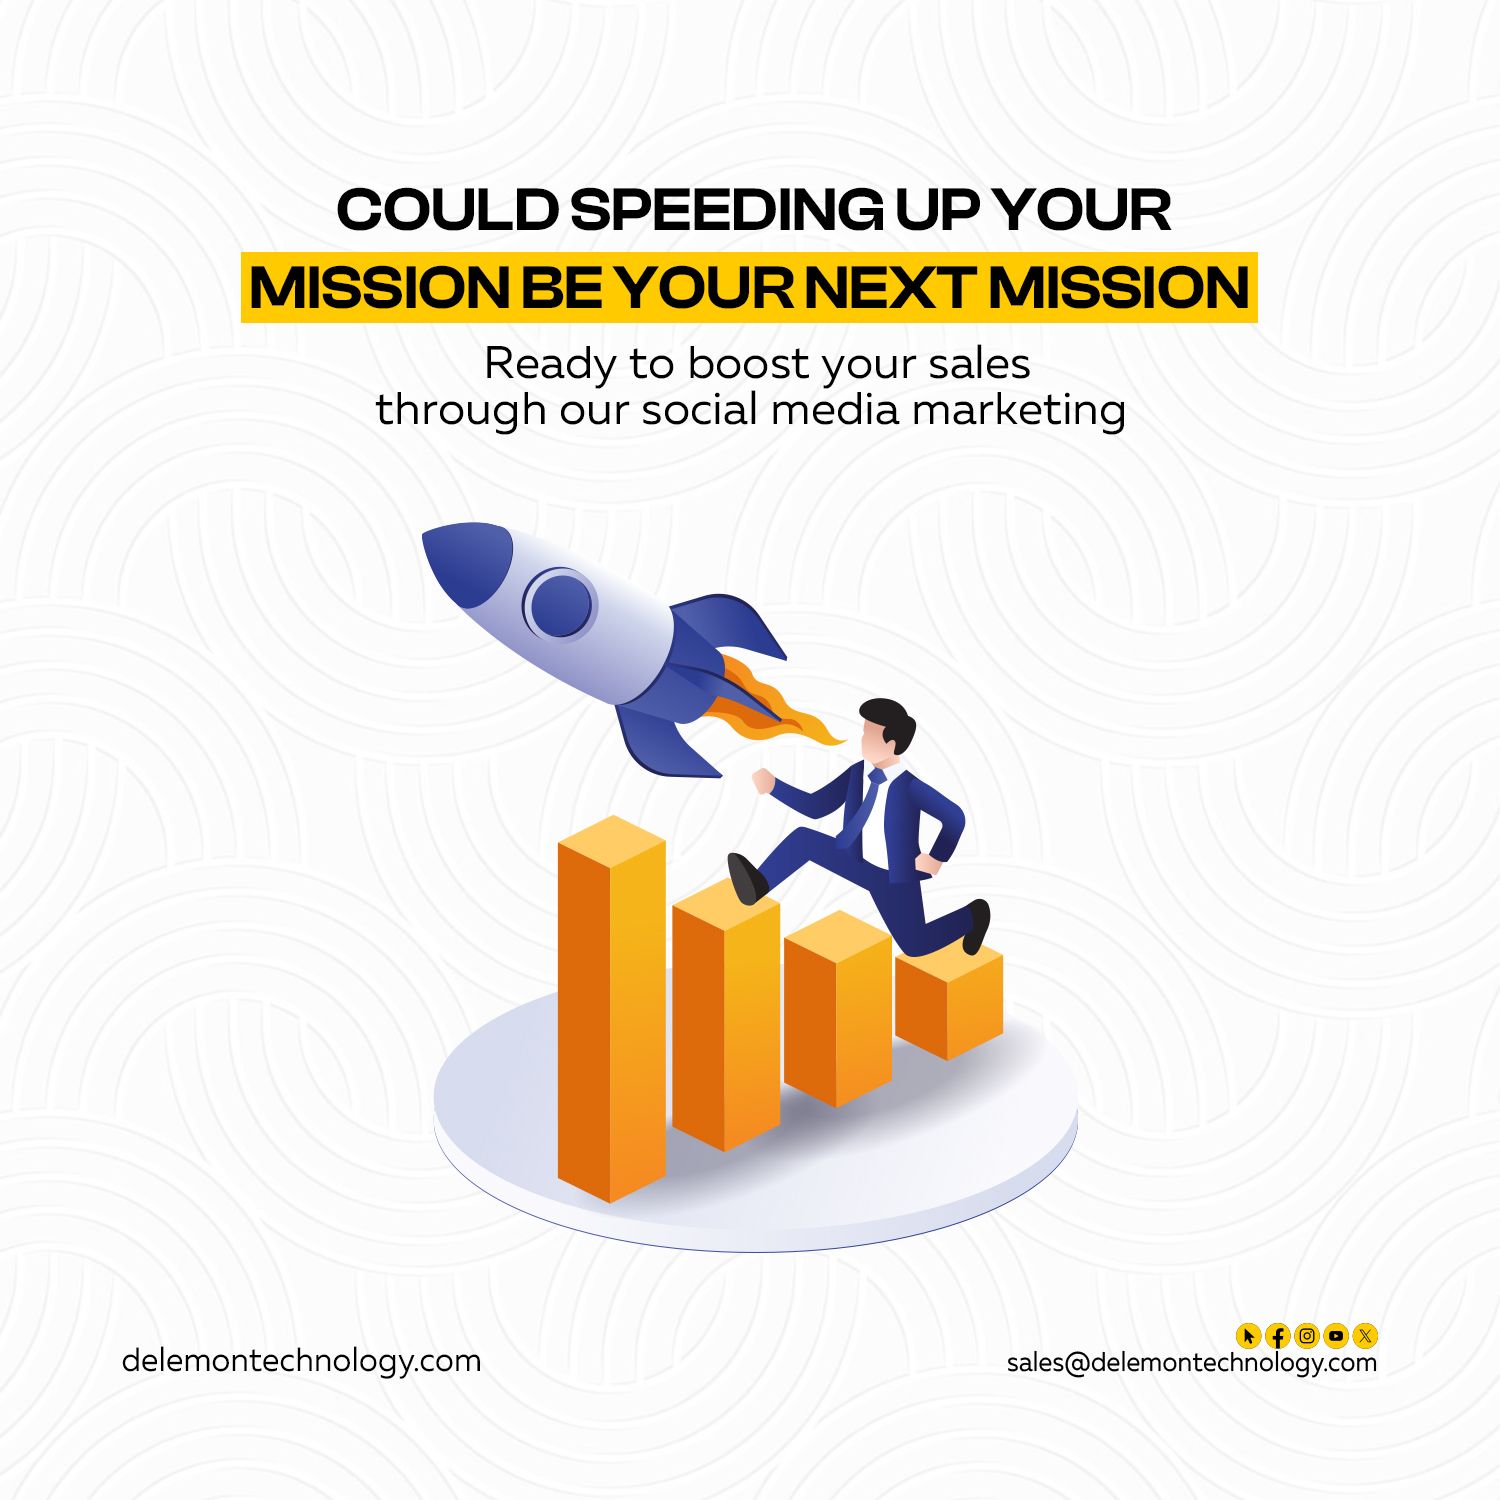 COULD SPEEDING UP YOUR
MISSION BE YOUR NEXT MISSION
Ready to boost your sales
through our social media marketing
delemontechnology.com
sales@delemontechnology.com